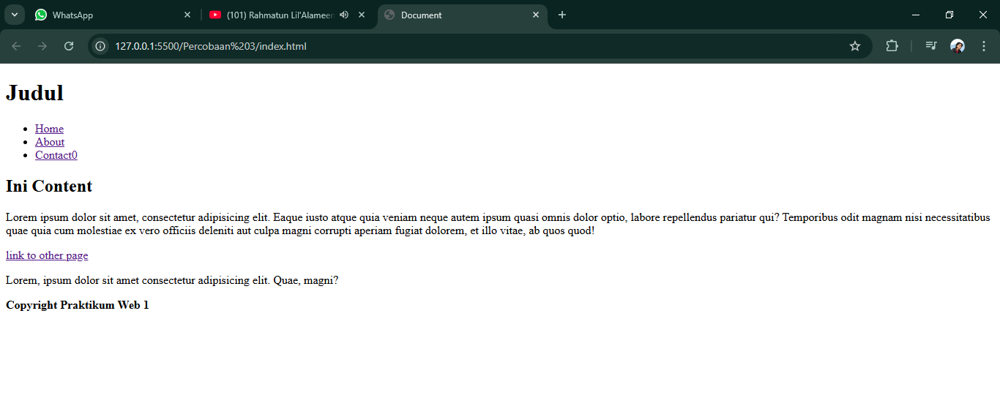 WhatsApp
(101) Rahmatun Lil'Alameen
Document
127.0.0.1:5500/Percobaan%203/index.html
Judul
Home
About
Contact0
Ini Content
Lorem ipsum dolor sit amet, consectetur adipisicing elit. Eaque iusto atque quia veniam neque autem ipsum quasi omnis dolor optio, labore repellendus pariatur qui? Temporibus odit magnam nisi necessitatibus
quae quia cum molestiae ex vero officiis deleniti aut culpa magni corrupti aperiam fugiat dolorem, et illo vitae, ab quos quod!
link to other page
Lorem, ipsum dolor sit amet consectetur adipisicing elit. Quae, magni?
Copyright Praktikum Web 1